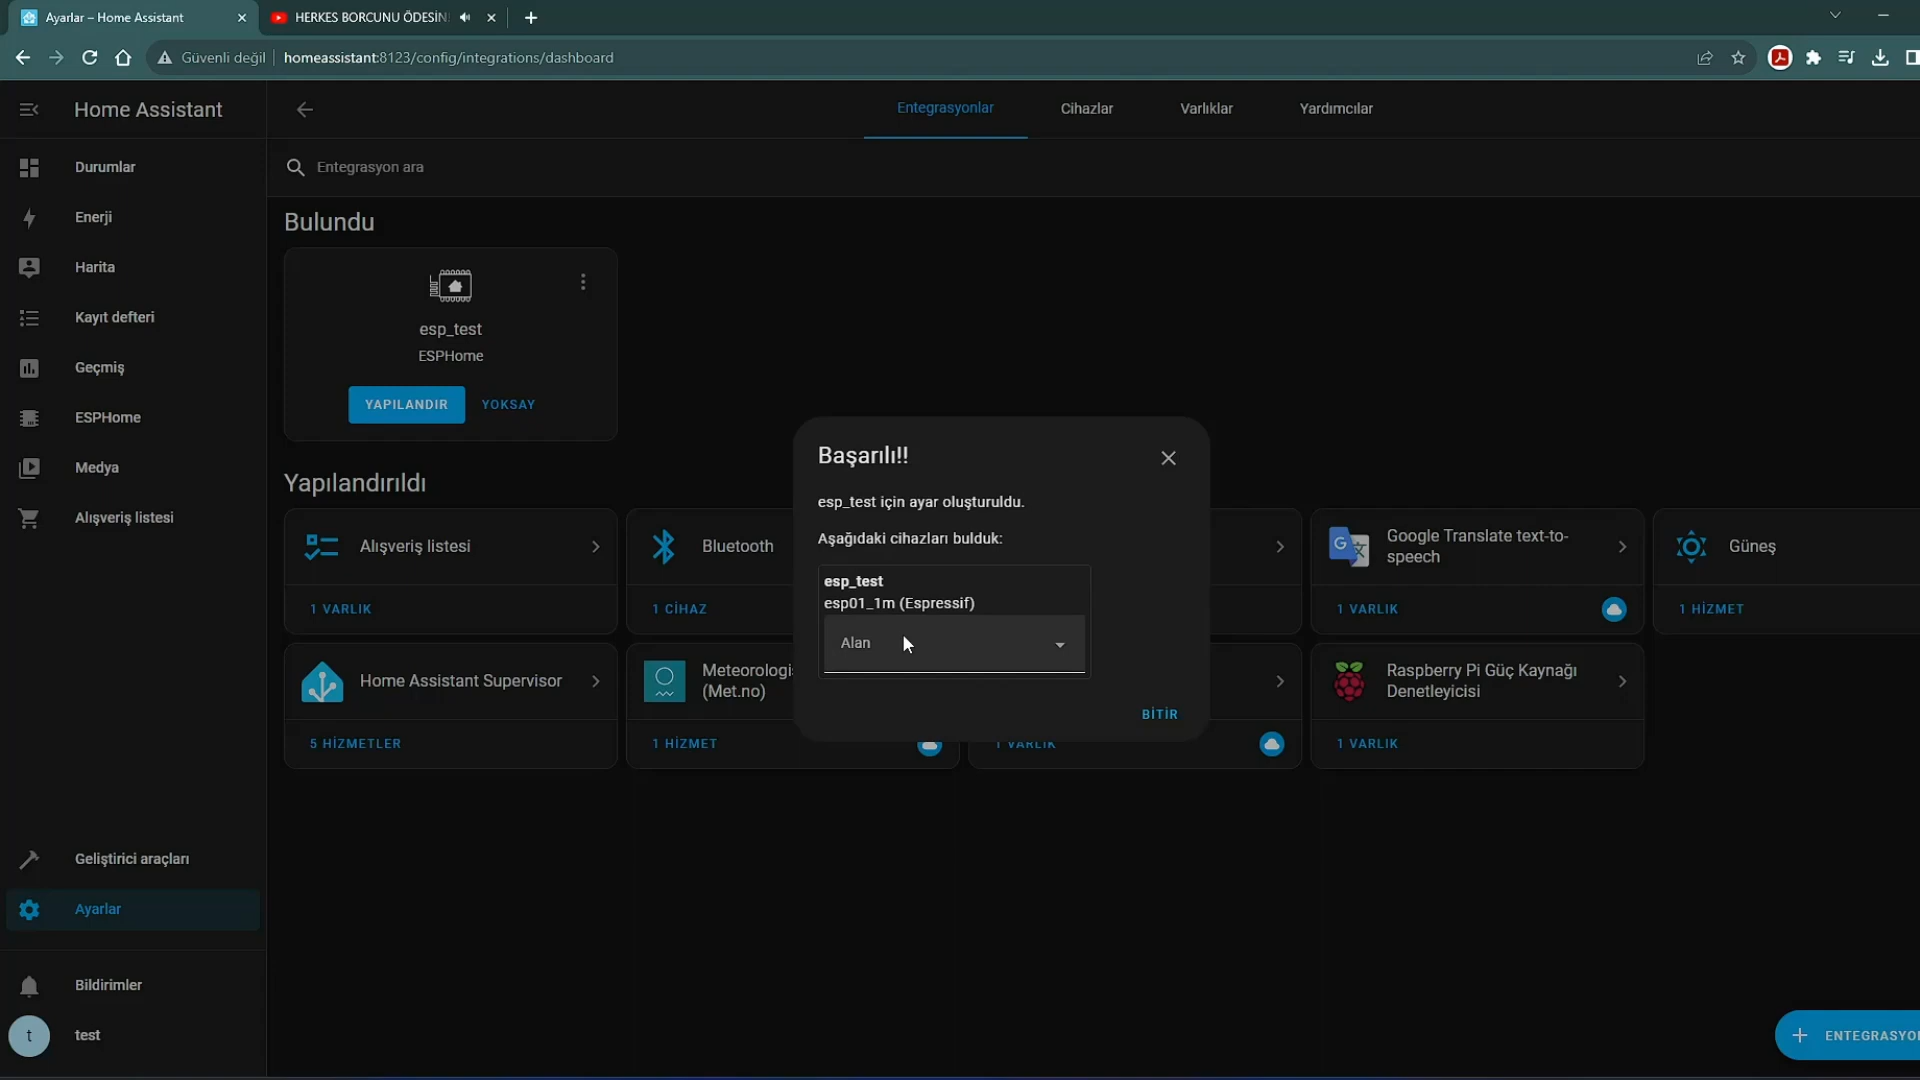 Ayarlar – Home Assistant
HERKES BORCUNU ÖDESİN
Güvenli değil
homeassistant:8123/config/integrations/dashboard
Home Assistant
Entegrasyonlar
Cihazlar
Varlıklar
Yardımcılar
Durumlar
Enerji
Harita
Kayıt defteri
Geçmiş
ESPHome
Medya
Alışveriş listesi
Geliştirici araçları
Ayarlar
Bildirimler
t
test
Entegrasyon ara
Bulundu
esp_test
ESPHome
YAPILANDIR
YOKSAY
Yapılandırıldı
Alışveriş listesi
1 VARLIK
Bluetooth
1 CİHAZ
Google Translate text-to-
speech
1 VARLIK
Güneş
1 HİZMET
Home Assistant Supervisor
5 HİZMETLER
Meteorologi
(Met.no)
1 HİZMET
1 VARLIK
Raspberry Pi Güç Kaynağı
Denetleyicisi
1 VARLIK
Başarılı!!
esp_test için ayar oluşturuldu.
Aşağıdaki cihazları bulduk:
esp_test
esp01_1m (Espressif)
Alan
BİTİR
ENTEGRASYO